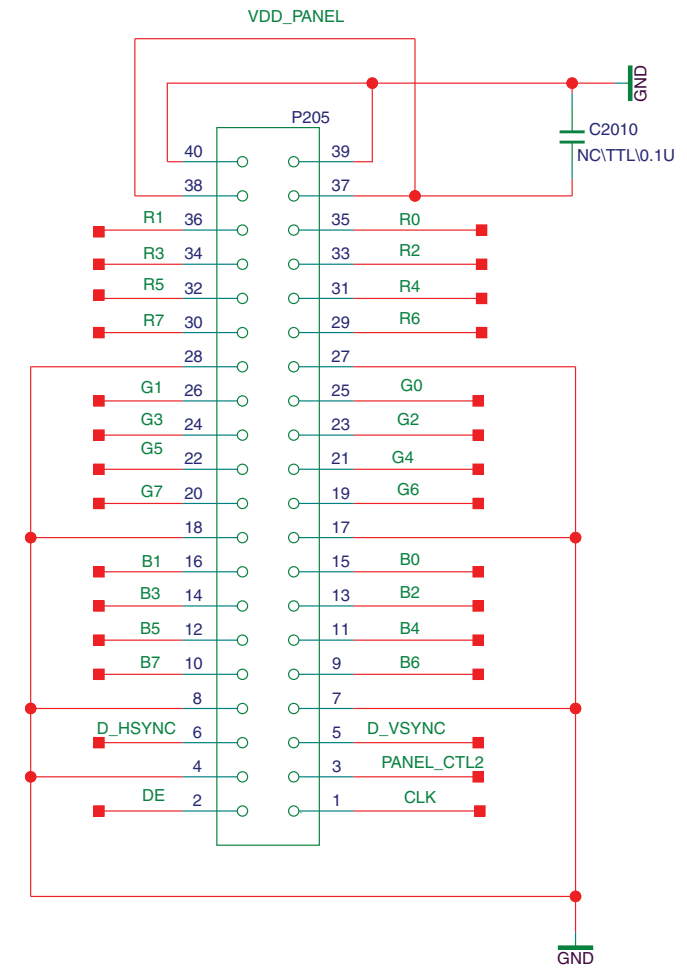 VDD_PANEL
GND
P205
C2010
NC\TTL\0.1U
40 39
38 37
R1 36 35 R0
R3 34 33 R2
R5 32 31 R4
R7 30 29 R6
28 27
G1 26 25 G0
G3 24 23 G2
G5 22 21 G4
G7 20 19 G6
18 17
B1 16 15 B0
B3 14 13 B2
B5 12 11 B4
B7 10 9 B6
8 7
D_HSYNC 6 5 D_VSYNC
4 3 PANEL_CTL2
DE 2 1 CLK
GND